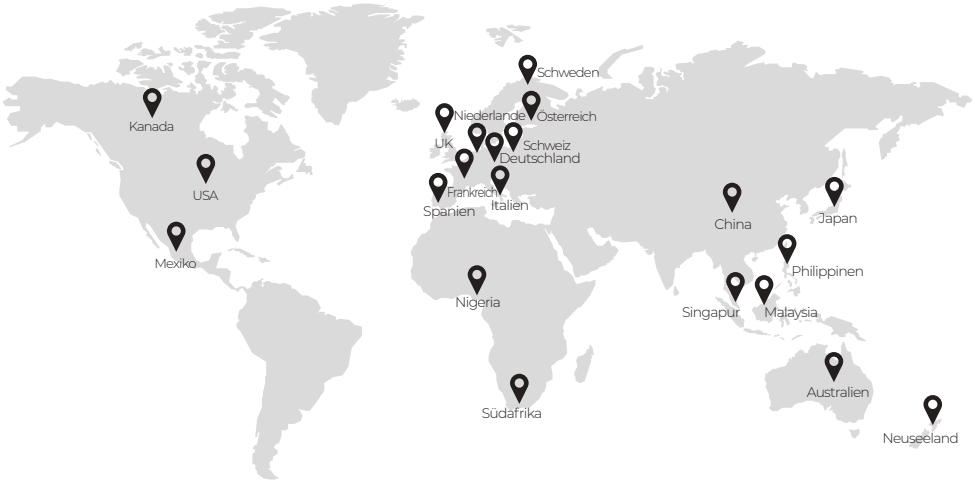 Schweden
Kanada
Niederlande
Österreich
UK
Schweiz
Deutschland
USA
Frankreich
Italien
Spanien
China
Japan
Mexiko
Philippinen
Nigeria
Singapur
Malaysia
Australien
Südafrika
Neuseeland